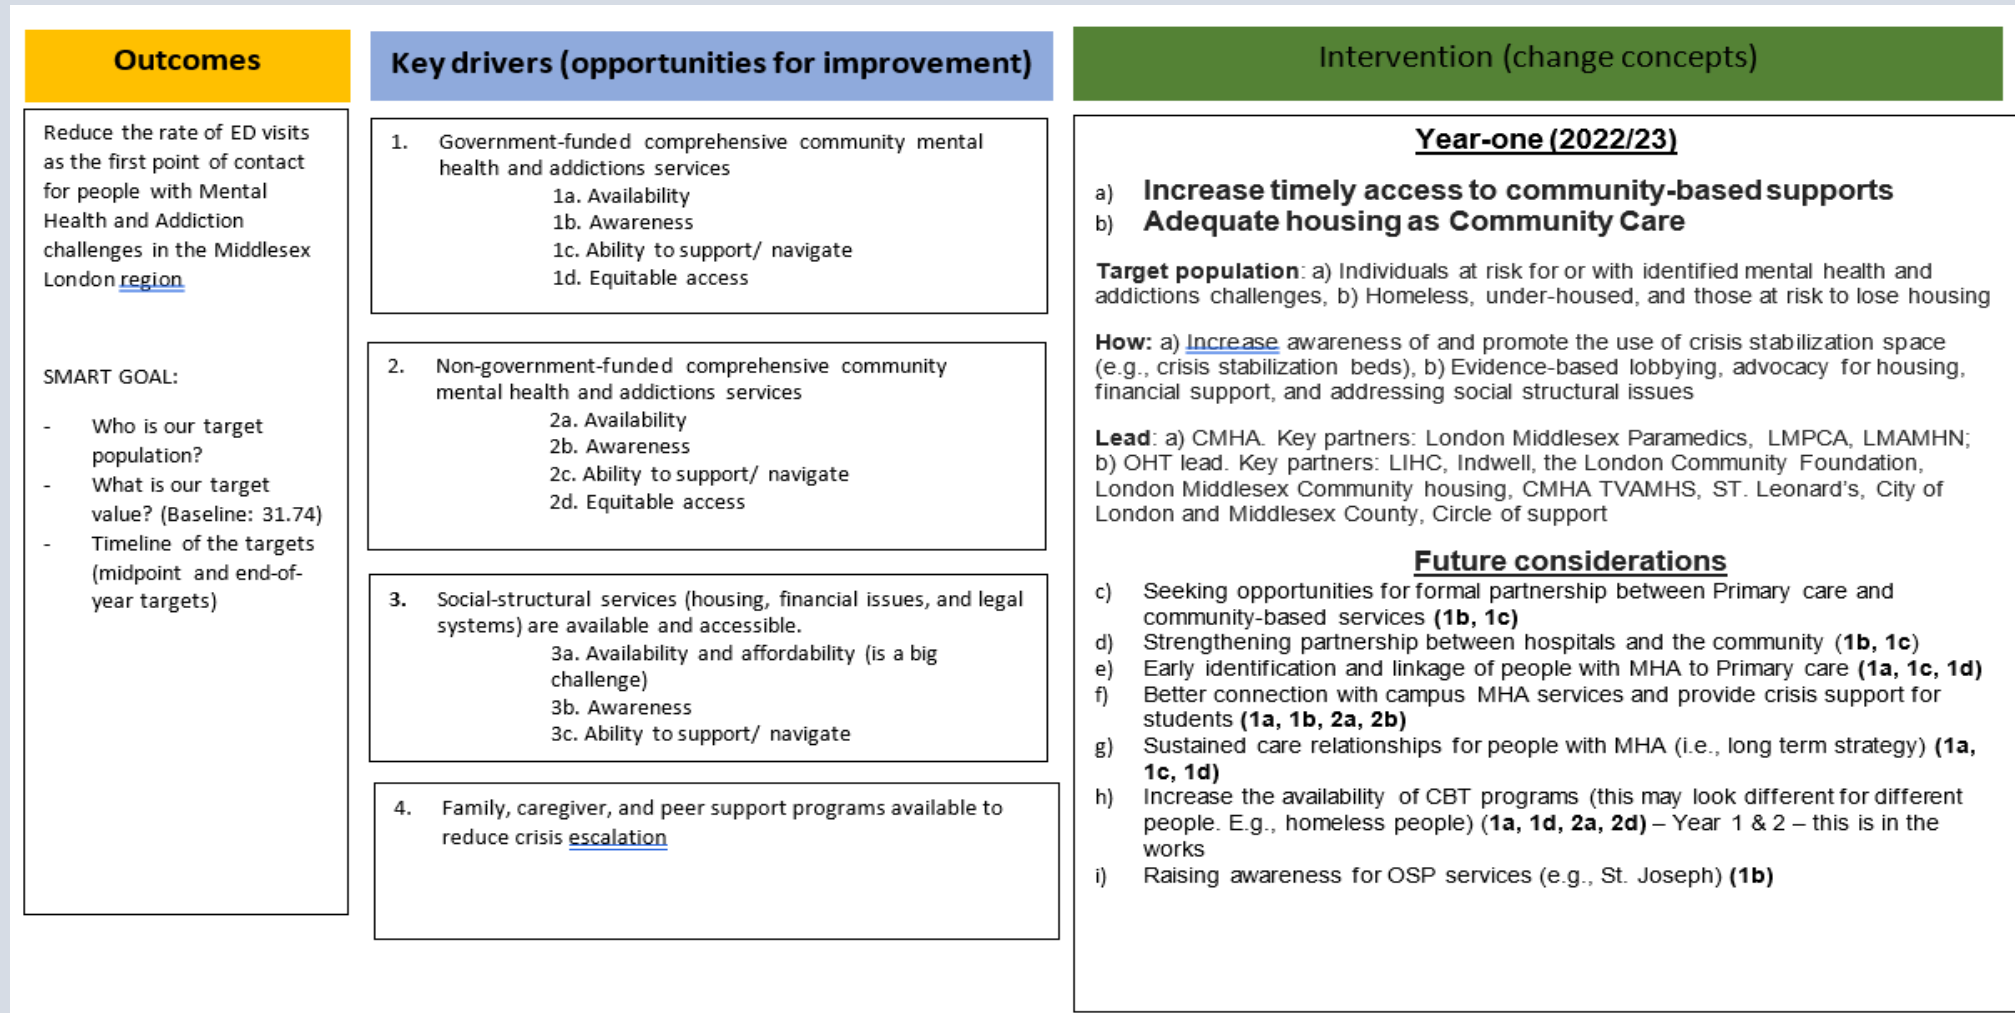 Outcomes
Reduce the rate of ED visits
as the first point of contact
for people with Mental
Health and Addiction
challenges in the Middlesex
London region
SMART GOAL:
- Who is our target
population?
- What is our target
value? (Baseline: 31.74)
- Timeline of the targets
(midpoint and end-of-
year targets)
Key drivers (opportunities for improvement)
1. Government-funded comprehensive community mental
health and addictions services
1a. Availability
1b. Awareness
1c. Ability to support/ navigate
1d. Equitable access
2. Non-government-funded comprehensive community
mental health and addictions services
2a. Availability
2b. Awareness
2c. Ability to support/ navigate
2d. Equitable access
3. Social-structural services (housing, financial issues, and legal
systems) are available and accessible.
3a. Availability and affordability (is a big
challenge)
3b. Awareness
3c. Ability to support/ navigate
4. Family, caregiver, and peer support programs available to
reduce crisis escalation
Intervention (change concepts)
Year-one (2022/23)
a) Increase timely access to community-based supports
b) Adequate housing as Community Care
Target population: a) Individuals at risk for or with identified mental health and
addictions challenges, b) Homeless, under-housed, and those at risk to lose housing
How: a) Increase awareness of and promote the use of crisis stabilization space
(e.g., crisis stabilization beds), b) Evidence-based lobbying, advocacy for housing,
financial support, and addressing social structural issues
Lead: a) CMHA. Key partners: London Middlesex Paramedics, LMPCA, LMAMHN;
b) OHT lead. Key partners: LIHC, Indwell, the London Community Foundation,
London Middlesex Community housing, CMHA TVAMHS, ST. Leonard's, City of
London and Middlesex County, Circle of support
Future considerations
c) Seeking opportunities for formal partnership between Primary care and
community-based services (1b, 1c)
d) Strengthening partnership between hospitals and the community (1b, 1c)
e) Early identification and linkage of people with MHA to Primary care (1a, 1c, 1d)
f) Better connection with campus MHA services and provide crisis support for
students (1a, 1b, 2a, 2b)
g) Sustained care relationships for people with MHA (i.e., long term strategy) (1a,
1c, 1d)
h) Increase the availability of CBT programs (this may look different for different
people. E.g., homeless people) (1a, 1d, 2a, 2d) – Year 1 & 2 – this is in the
works
i) Raising awareness for OSP services (e.g., St. Joseph) (1b)